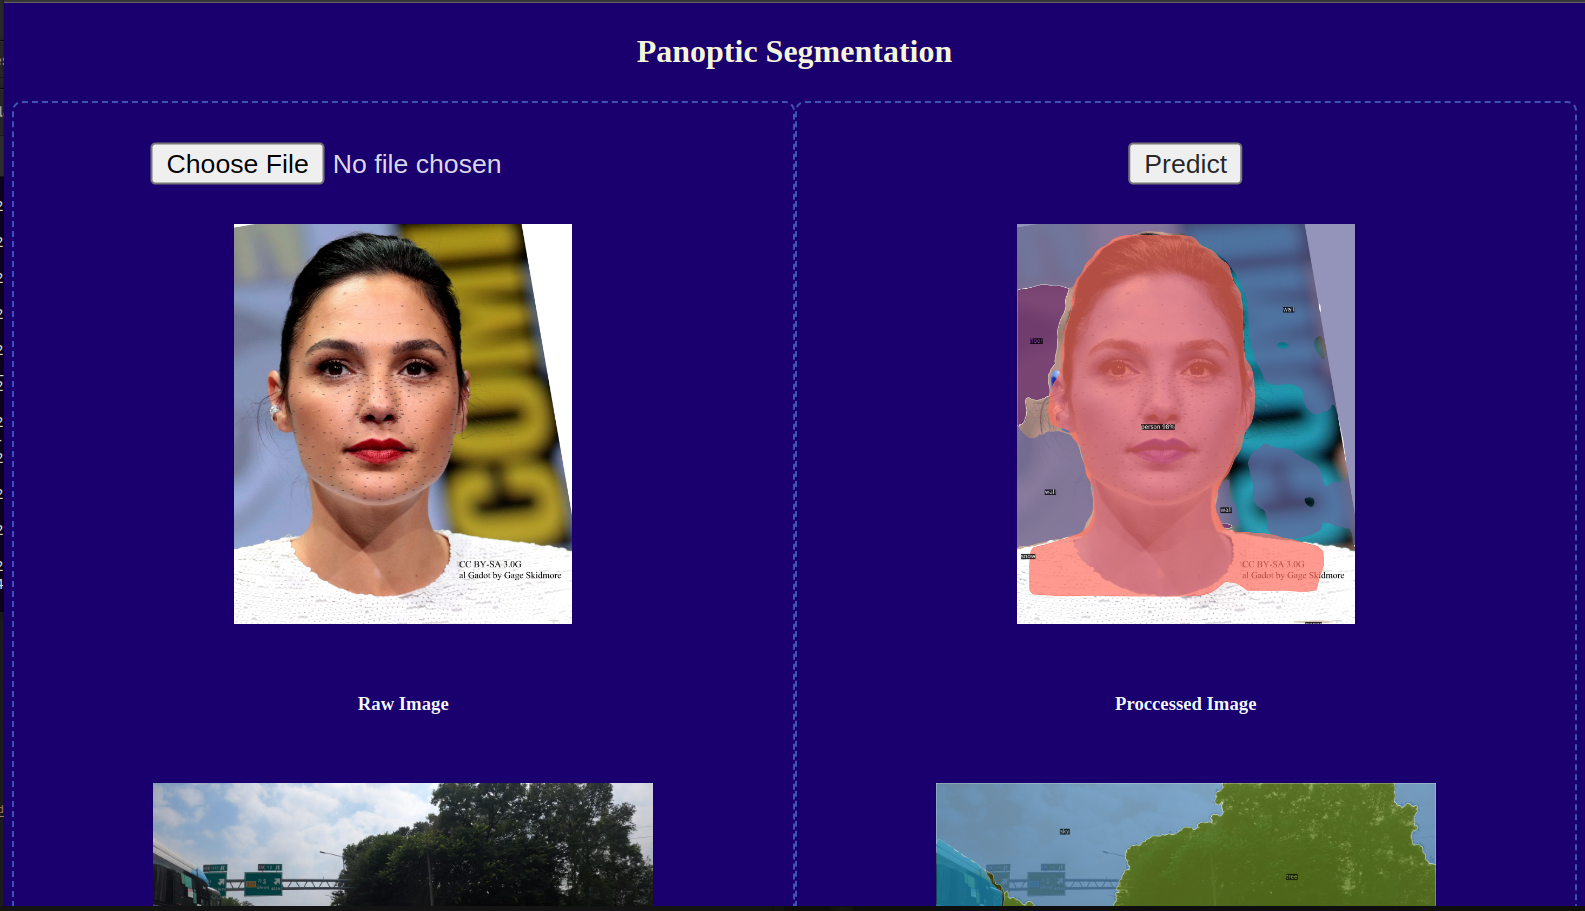 Panoptic Segmentation
Choose File No file chosen
Predict
CC BY-SA 3.0G
al Gadot by Gage Skidmore
wall
roof
person 98%
wall
wall
snow
CC BY-SA 3.0G
al Gadot by Gage Skidmore
Raw Image
Proccessed Image
sky
tree